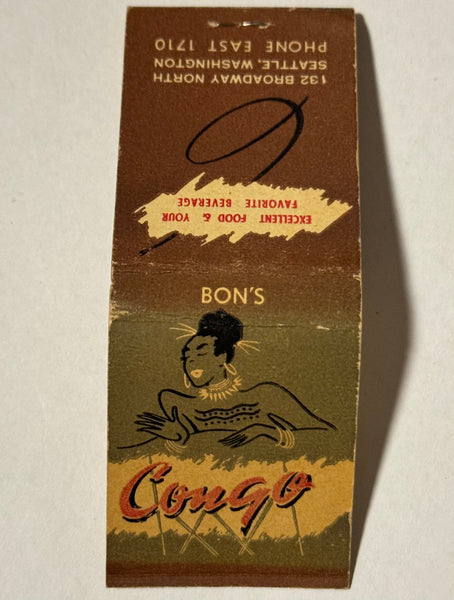 132 BROADWAY NORTH
SEATTLE, WASHINGTON
PHONE EAST 1710
EXCELLENT FOOD & YOUR
FAVORITE BEVERAGE
BON'S
Congo